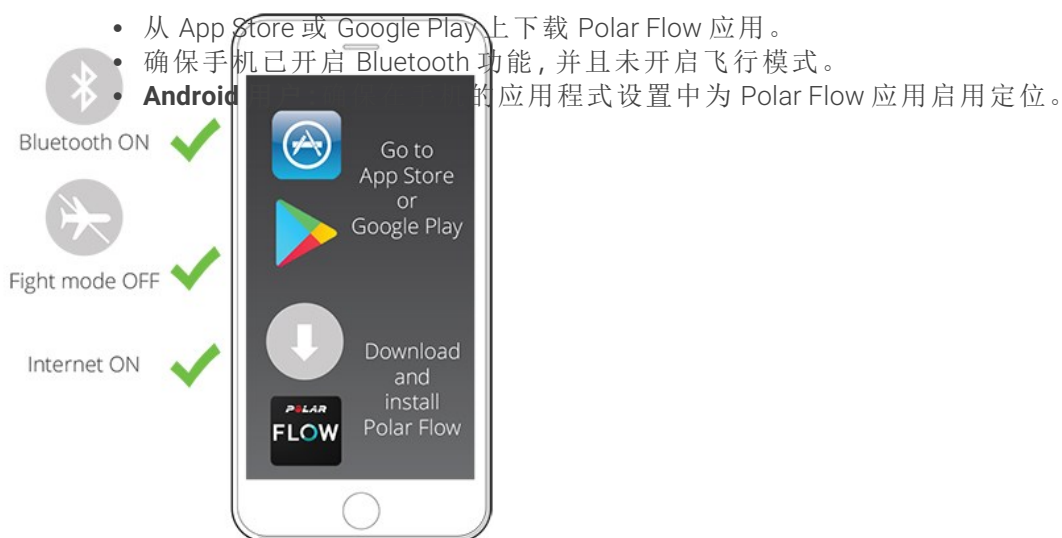 • 从 App Store 或 Google Play 上下载 Polar Flow 应用。
• 确保手机已开启 Bluetooth 功能，并且未开启飞行模式。
• Android 的应用程式设置中为 Polar Flow 应用启用定位。
Bluetooth ON
Go to
App Store
or
Google Play
Fight mode OFF
Internet ON
Download
and
install
Polar Flow
POLAR
FLOW